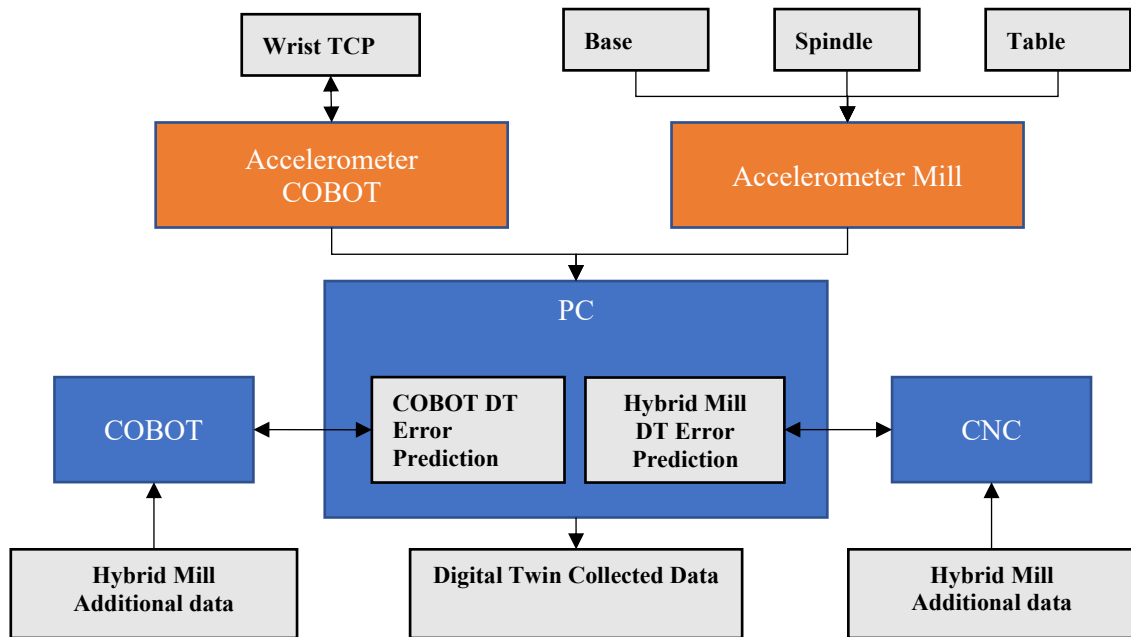 Wrist TCP
Base
Spindle
Table
Accelerometer
COBOT
Accelerometer Mill
PC
COBOT
COBOT DT
Error
Prediction
Hybrid Mill
DT Error
Prediction
CNC
Hybrid Mill
Additional data
Digital Twin Collected Data
Hybrid Mill
Additional data